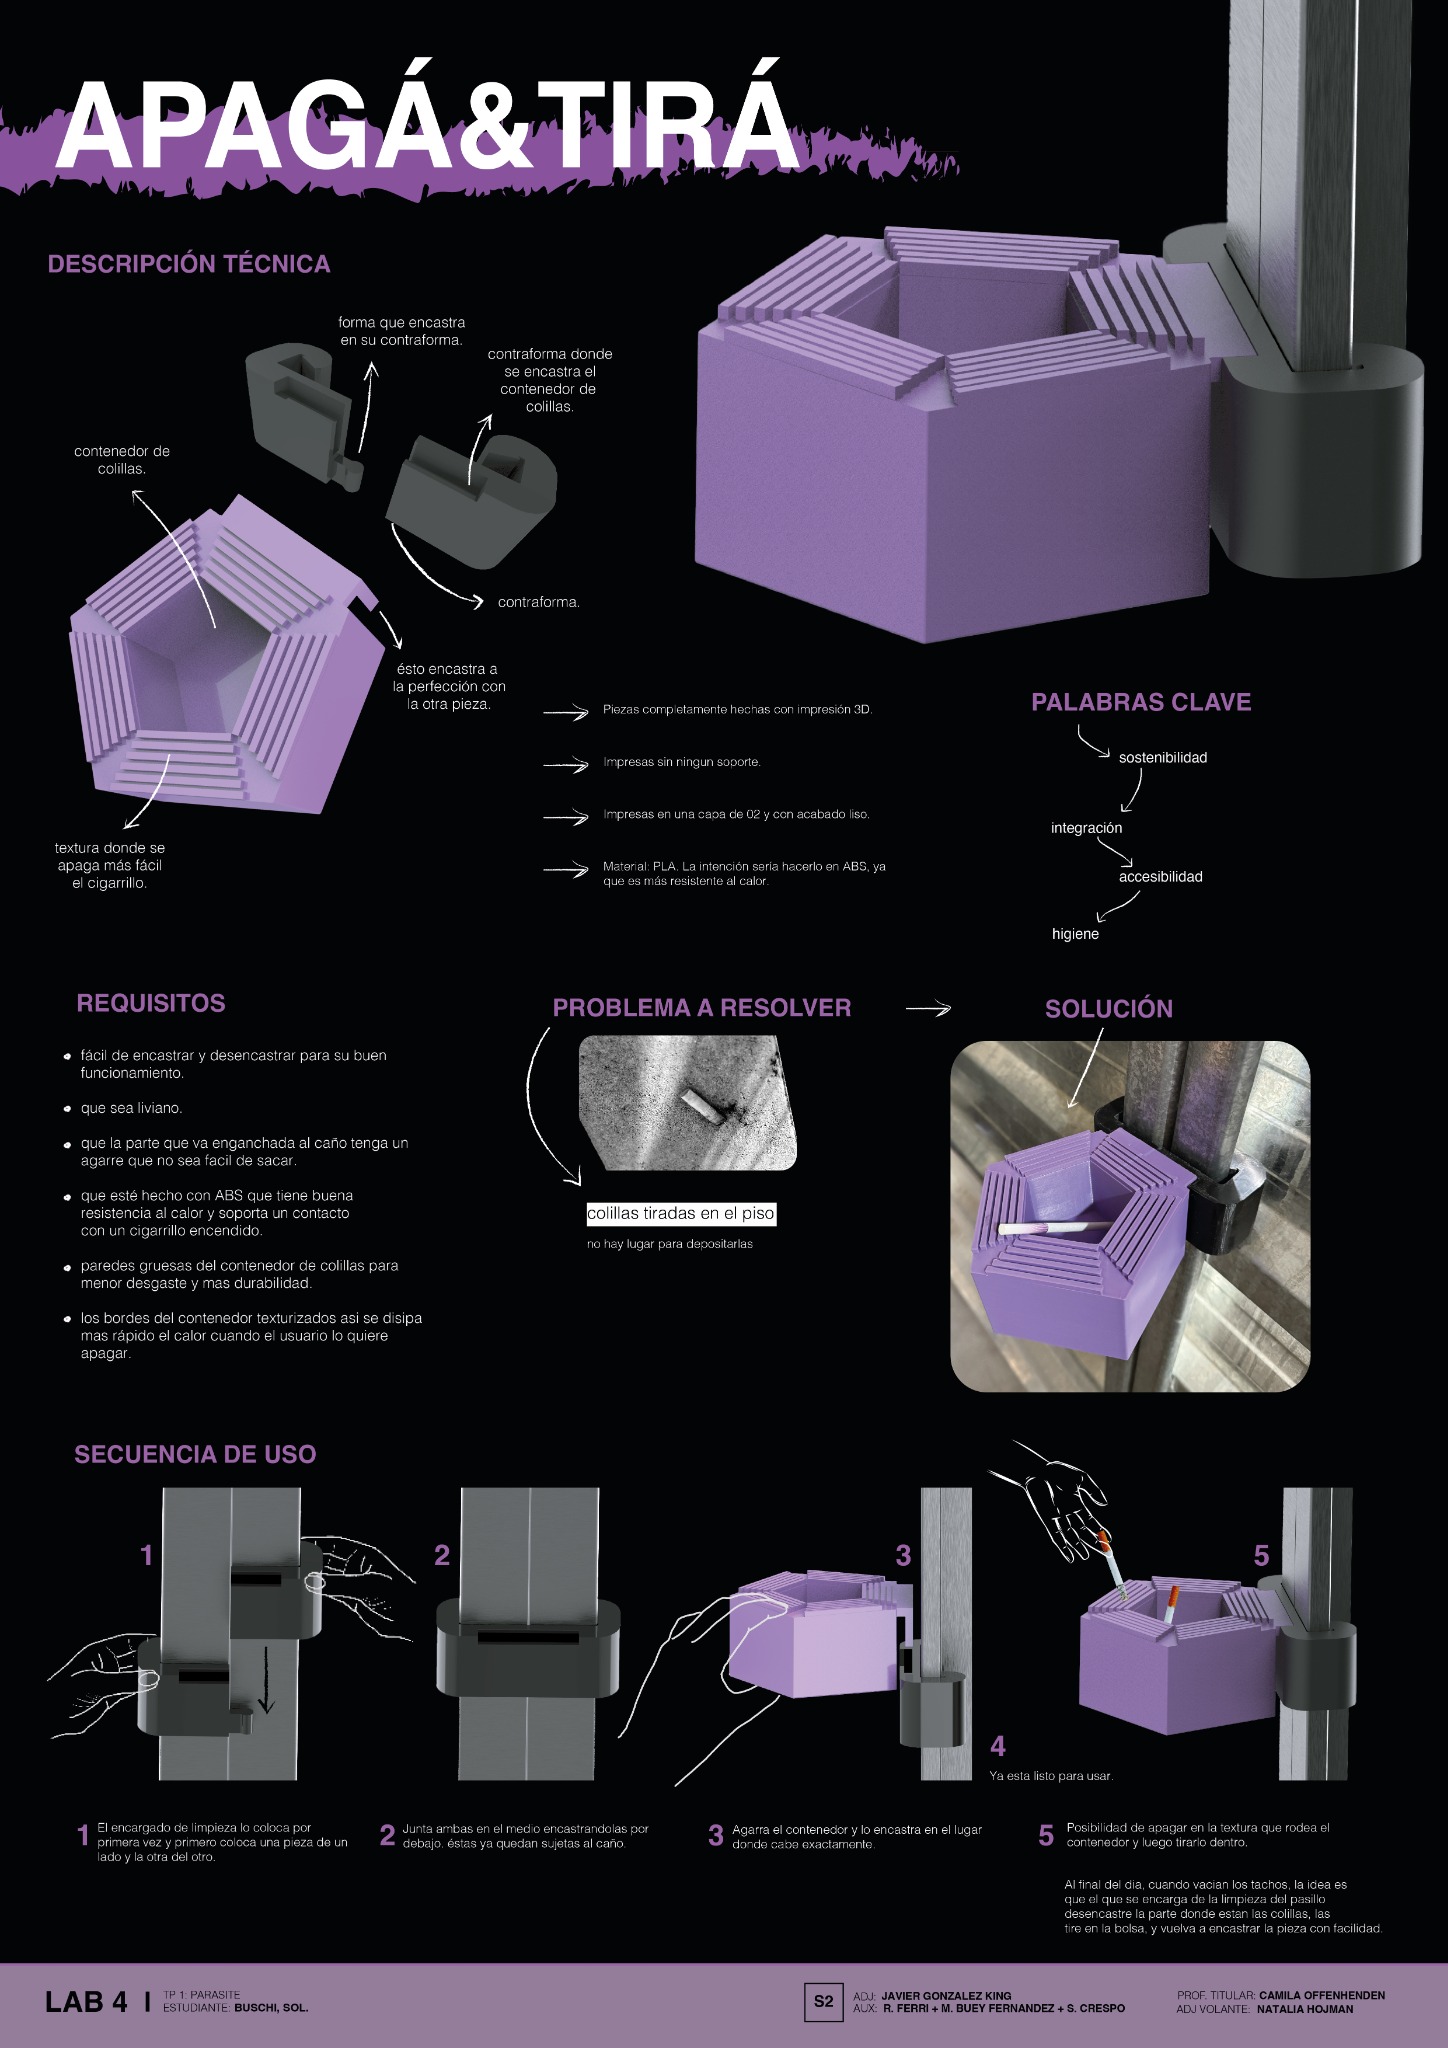 APAGÁ&TIRÁ
DESCRIPCIÓN TÉCNICA
forma que encastra
en su contraforma.
contraforma donde
se encastra el
contenedor de
colillas.
contenedor de
colillas.
contraforma.
ésto encastra a
la perfección con
la otra pieza.
textura donde se
apaga más fácil
el cigarrillo.
Piezas completamente hechas con impresión 3D.
Impresas sin ningun soporte.
Impresas en una capa de 02 y con acabado liso.
Material: PLA. La intención sería hacerlo en ABS, ya
que es más resistente al calor.
PALABRAS CLAVE
sostenibilidad
integración
accesibilidad
higiene
REQUISITOS
fácil de encastrar y desencastrar para su buen
funcionamiento.
que sea liviano.
que la parte que va enganchada al caño tenga un
agarre que no sea facil de sacar.
que esté hecho con ABS que tiene buena
resistencia al calor y soporta un contacto
con un cigarrillo encendido.
paredes gruesas del contenedor de colillas para
menor desgaste y mas durabilidad.
los bordes del contenedor texturizados asi se disipa
mas rápido el calor cuando el usuario lo quiere
apagar.
PROBLEMA A RESOLVER
colillas tiradas en el piso
no hay lugar para depositarlas
SOLUCIÓN
SECUENCIA DE USO
1
2
3
5
4
Ya esta listo para usar.
1 El encargado de limpieza lo coloca por
primera vez y primero coloca una pieza de un
lado y la otra del otro.
2 Junta ambas en el medio encastrandolas por
debajo. éstas ya quedan sujetas al caño.
3 Agarra el contenedor y lo encastra en el lugar
donde cabe exactamente.
5 Posibilidad de apagar en la textura que rodea el
contenedor y luego tirarlo dentro.
Al final del dia, cuando vacian los tachos, la idea es
que el que se encarga de la limpieza del pasillo
desencastre la parte donde estan las colillas, las
tire en la bolsa, y vuelva a encastrar la pieza con facilidad.
LAB 4 I
TP 1: PARASITE
ESTUDIANTE: BUSCHI, SOL.
S2
ADJ: JAVIER GONZALEZ KING
AUX: R. FERRI + M. BUEY FERNANDEZ + S. CRESPO
PROF. TITULAR: CAMILA OFFENHENDEN
ADJ VOLANTE: NATALIA HOJMAN